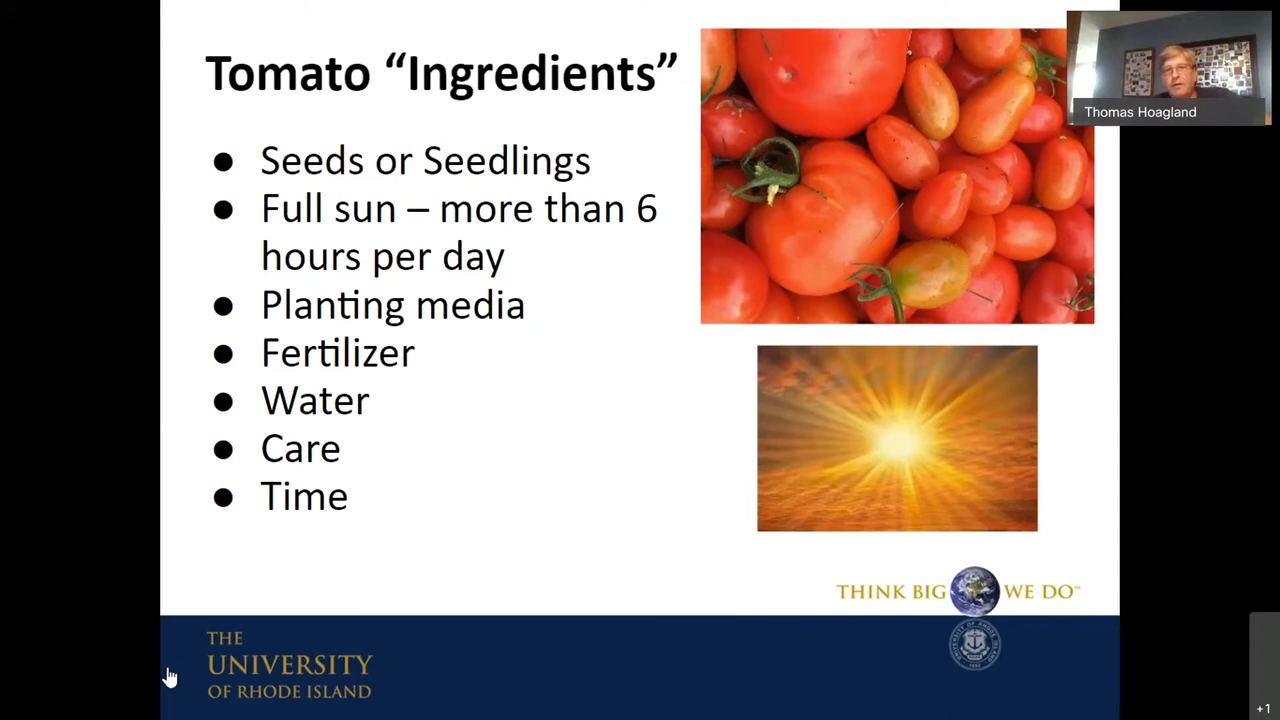 Tomato “Ingredients”
● Seeds or Seedlings
● Full sun – more than 6
hours per day
● Planting media
● Fertilizer
● Water
● Care
● Time
Thomas Hoagland
THINK BIG WE DO℠
THE
UNIVERSITY
OF RHODE ISLAND
+1